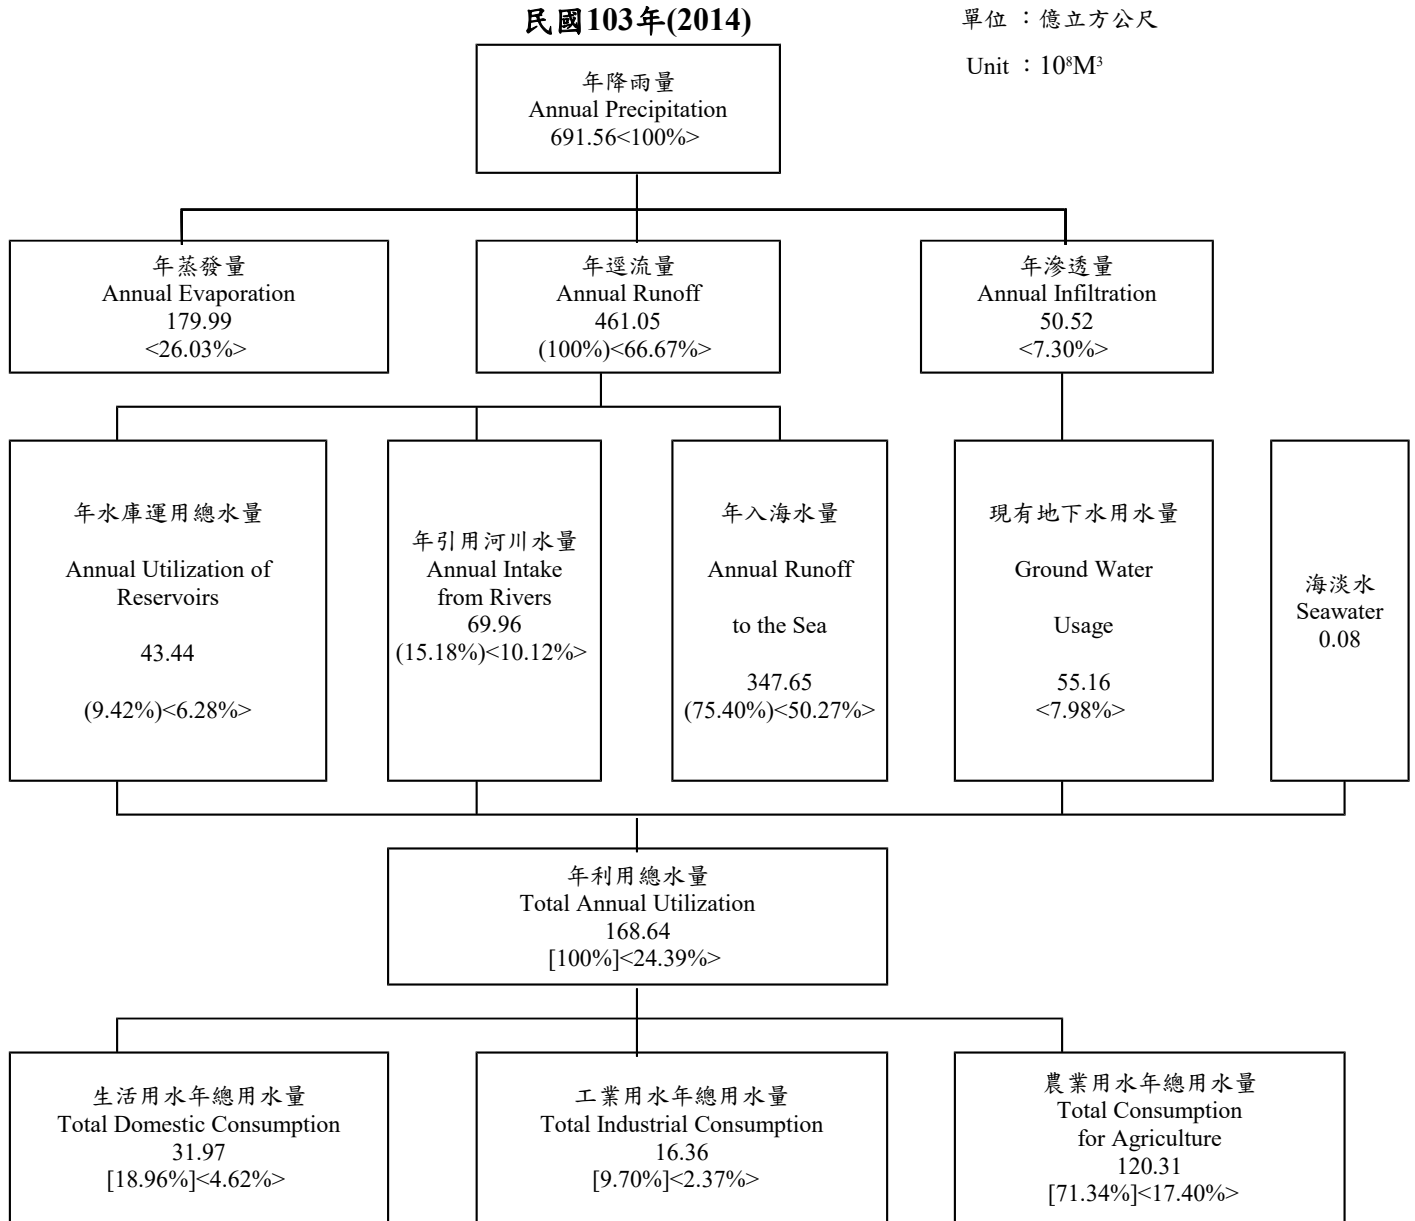 民國103年(2014)
單位 ：億立方公尺
Unit ：10⁸M³
年降雨量
Annual Precipitation
691.56<100%>
年蒸發量
Annual Evaporation
179.99
<26.03%>
年逕流量
Annual Runoff
461.05
(100%)<66.67%>
年滲透量
Annual Infiltration
50.52
<7.30%>
年水庫運用總水量
Annual Utilization of
Reservoirs
43.44
(9.42%)<6.28%>
年引用河川水量
Annual Intake
from Rivers
69.96
(15.18%)<10.12%>
年入海水量
Annual Runoff
to the Sea
347.65
(75.40%)<50.27%>
現有地下水用水量
Ground Water
Usage
55.16
<7.98%>
海淡水
Seawater
0.08
年利用總水量
Total Annual Utilization
168.64
[100%]<24.39%>
生活用水年總用水量
Total Domestic Consumption
31.97
[18.96%]<4.62%>
工業用水年總用水量
Total Industrial Consumption
16.36
[9.70%]<2.37%>
農業用水年總用水量
Total Consumption
for Agriculture
120.31
[71.34%]<17.40%>